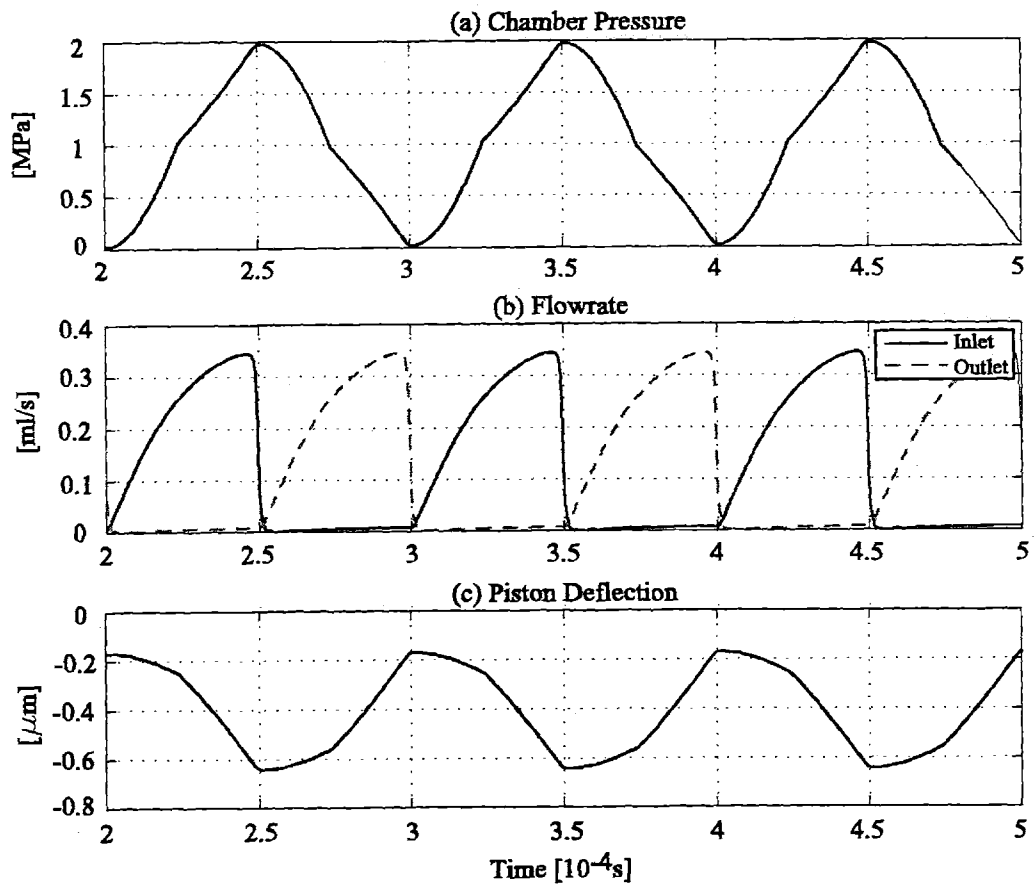 (a) Chamber Pressure
[MPa]
2
1.5
1
0.5
0
2 2.5 3 3.5 4 4.5 5
(b) Flowrate
[ml/s]
0.4
0.3
0.2
0.1
0
Inlet
Outlet
2 2.5 3 3.5 4 4.5 5
(c) Piston Deflection
[μm]
0
-0.2
-0.4
-0.6
-0.8
2 2.5 3 3.5 4 4.5 5
Time [10⁻⁴s]